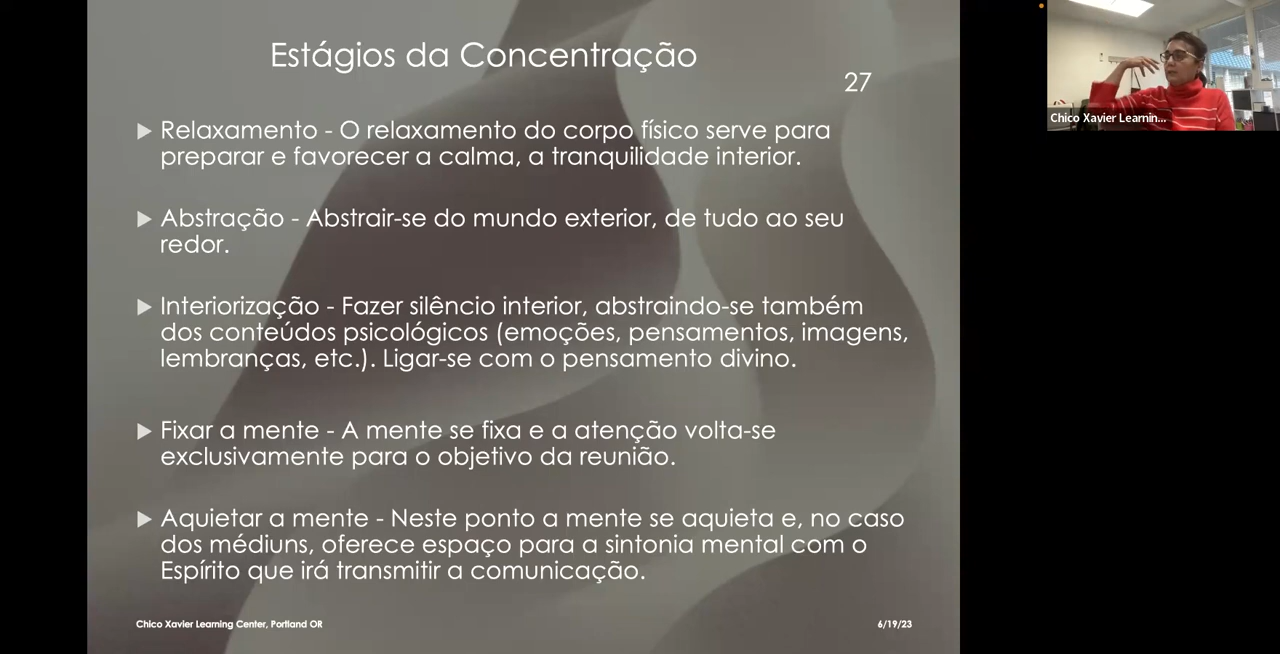 Estágios da Concentração
27
Relaxamento - O relaxamento do corpo físico serve para
preparar e favorecer a calma, a tranquilidade interior.
Abstração - Abstrair-se do mundo exterior, de tudo ao seu
redor.
Interiorização - Fazer silêncio interior, abstraindo-se também
dos conteúdos psicológicos (emoções, pensamentos, imagens,
lembranças, etc.). Ligar-se com o pensamento divino.
Fixar a mente - A mente se fixa e a atenção volta-se
exclusivamente para o objetivo da reunião.
Aquietar a mente - Neste ponto a mente se aquieta e, no caso
dos médiuns, oferece espaço para a sintonia mental com o
Espírito que irá transmitir a comunicação.
Chico Xavier Learning Center, Portland OR
6/19/23
Chico Xavier Learnin...